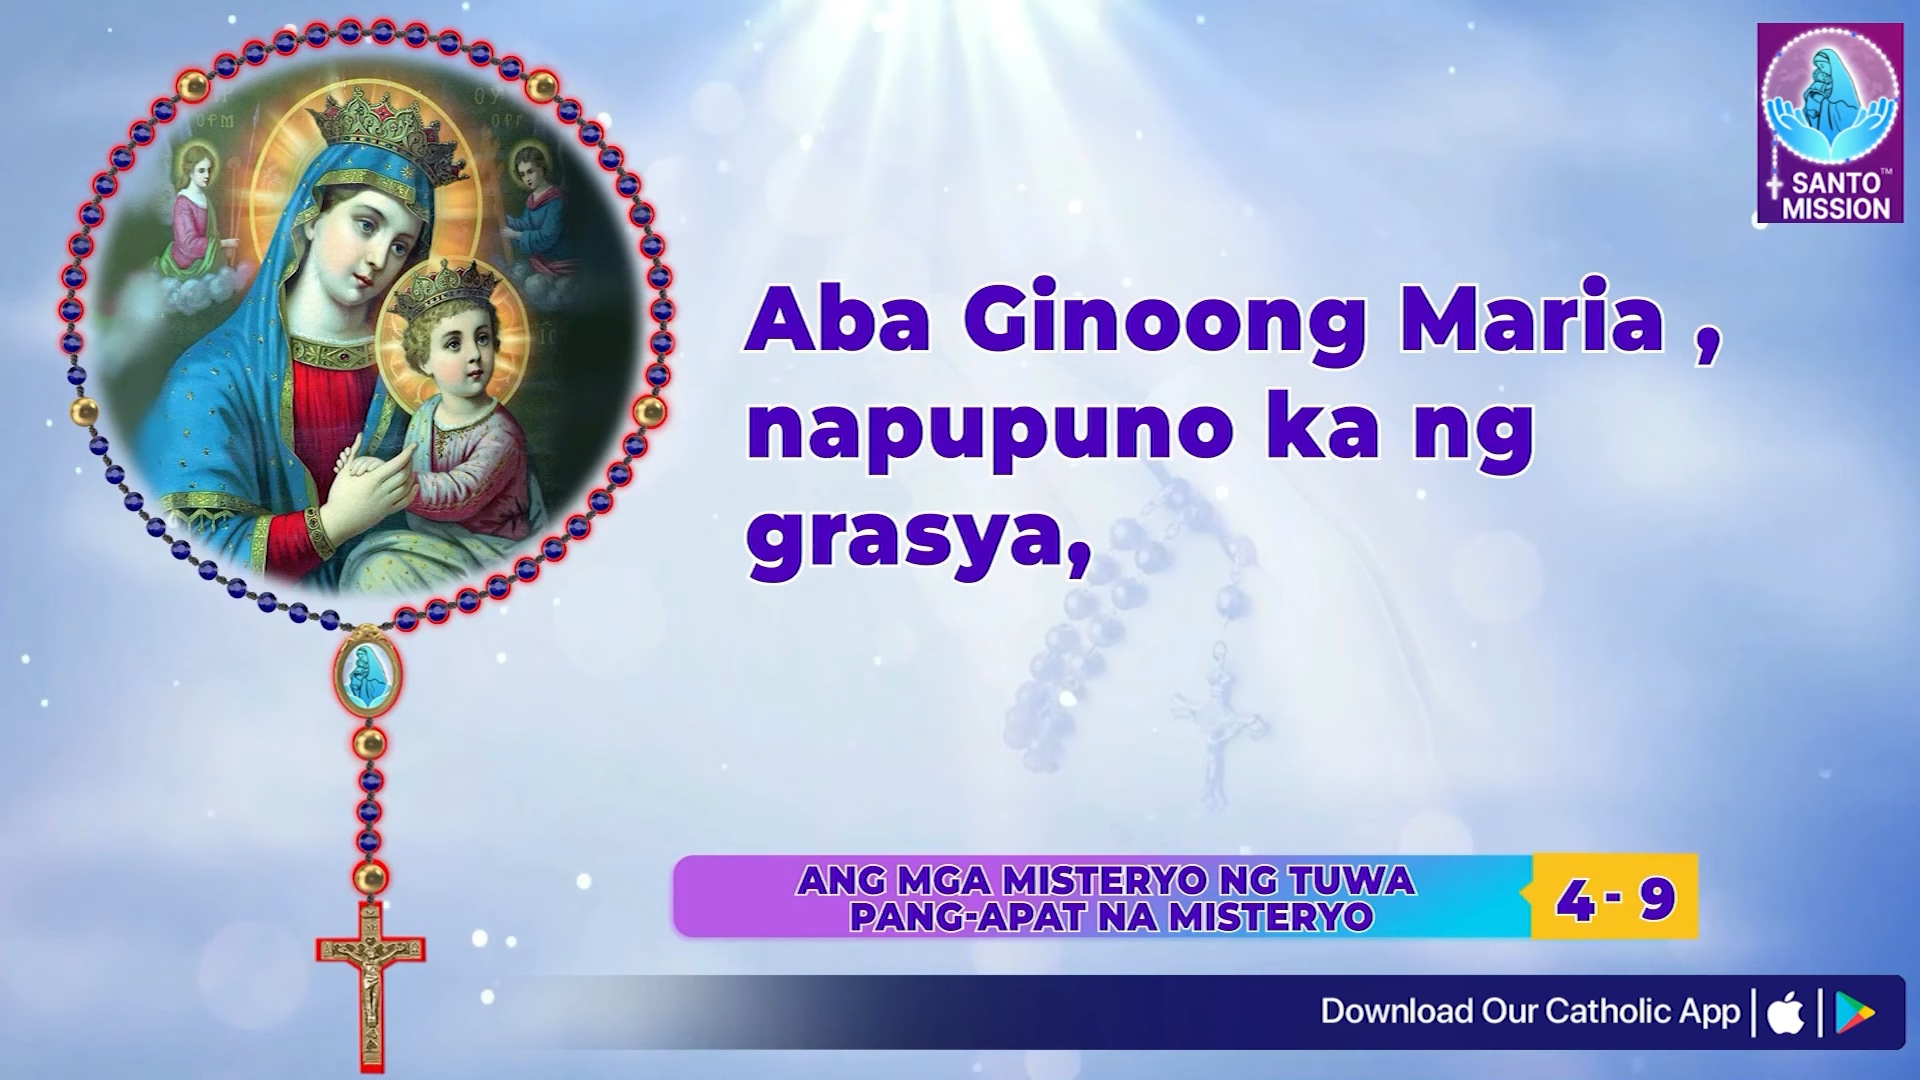 SANTO™
MISSION
Aba Ginoong Maria ,
napupuno ka ng
grasya,
ANG MGA MISTERYO NG TUWA
PANG-APAT NA MISTERYO
4 - 9
Download Our Catholic App